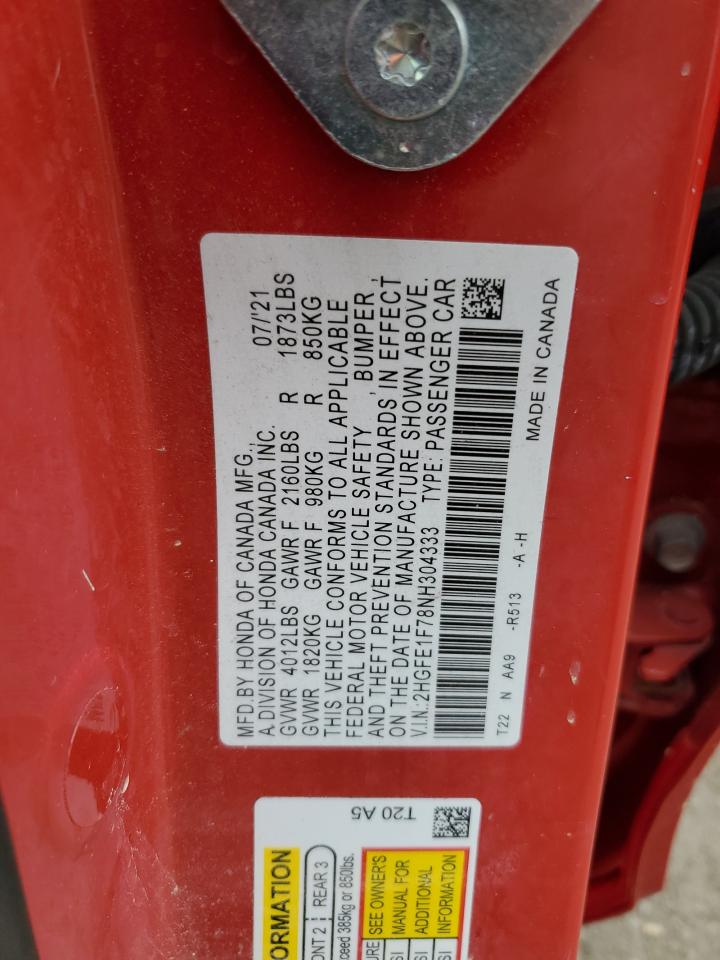 MFD.BY HONDA OF CANADA MFG.,
A DIVISION OF HONDA CANADA INC. 07/'21
GVWR 4012LBS GAWR F 2160LBS R 1873LBS
GVWR 1820KG GAWR F 980KG R 850KG
THIS VEHICLE CONFORMS TO ALL APPLICABLE
FEDERAL MOTOR VEHICLE SAFETY , BUMPER ,
AND THEFT PREVENTION STANDARDS IN EFFECT
ON THE DATE OF MANUFACTURE SHOWN ABOVE.
V.I.N.:2HGFE1F78NH304333 TYPE: PASSENGER CAR
T22 N AA9 -R513 -A -H MADE IN CANADA
T20 A5
REAR 3
385kg or 850lbs.
SEE OWNER'S
MANUAL FOR
ADDITIONAL
INFORMATION